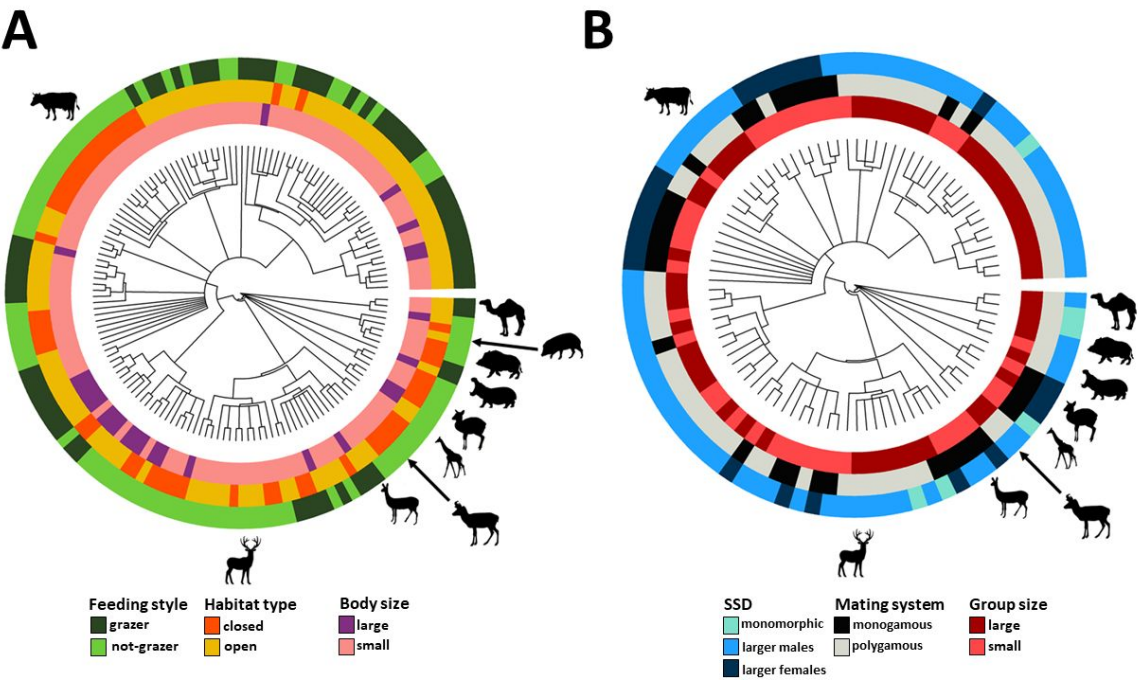 A
B
Feeding style
grazer
not-grazer
Habitat type
closed
open
Body size
large
small
SSD
monomorphic
larger males
larger females
Mating system
monogamous
polygamous
Group size
large
small